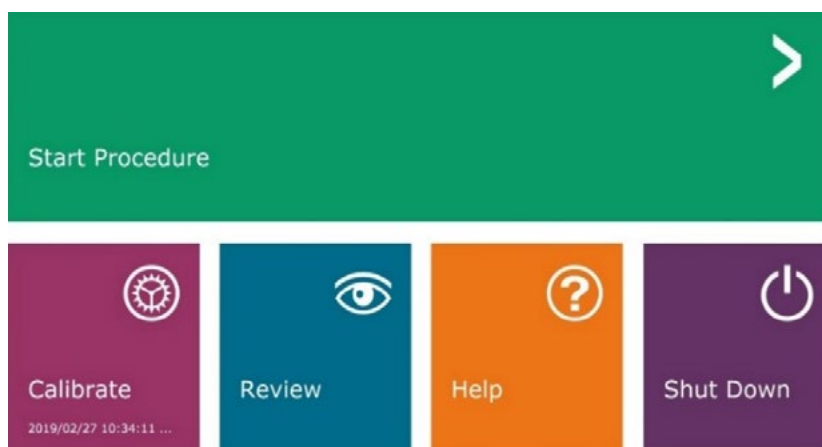 Start Procedure
Calibrate
2019/02/27 10:34:11 ...
Review
Help
Shut Down